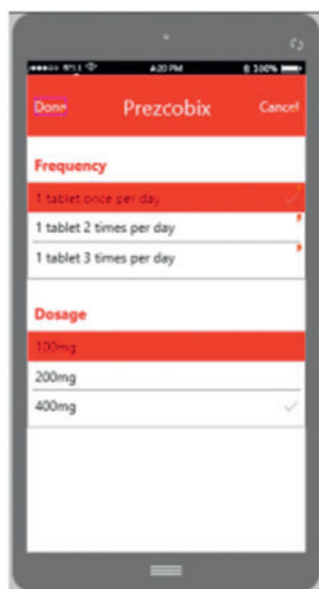 4:20 PM
100%
Done Prezcobix Cancel
Frequency
1 tablet once per day
1 tablet 2 times per day
1 tablet 3 times per day
Dosage
100mg
200mg
400mg